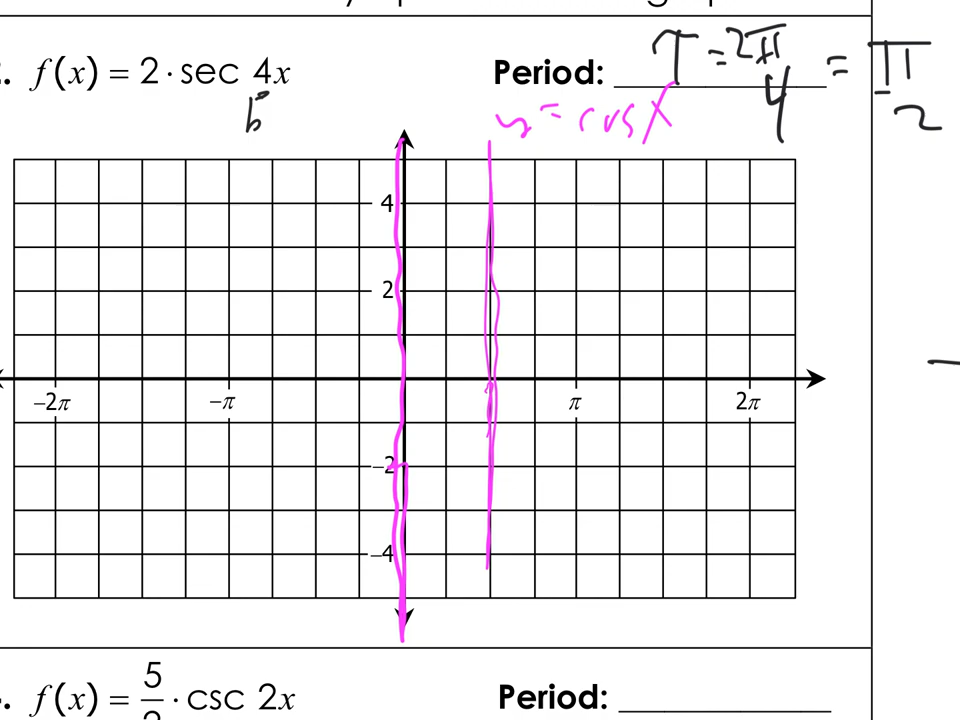 . f(x) = 2 · sec 4x Period: T = 2π/4 = π/2
b
y = cos x
4
2
−2π −π π 2π
−2
−4
f(x) = 5/2 · csc 2x Period: